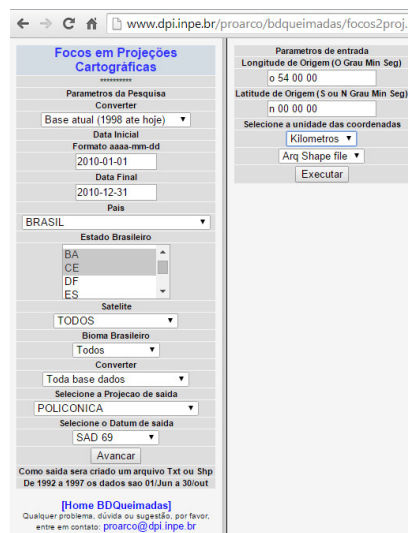 www.dpi.inpe.br/proarco/bdqueimadas/focos2proj.
Focos em Projeções
Cartográficas
**********
Parametros da Pesquisa
Converter
Base atual (1998 ate hoje)
Data Inicial
Formato aaaa-mm-dd
2010-01-01
Data Final
2010-12-31
Pais
BRASIL
Estado Brasileiro
BA
CE
DF
ES
Satelite
TODOS
Bioma Brasileiro
Todos
Converter
Toda base dados
Selecione a Projecao de saida
POLICONICA
Selecione o Datum de saida
SAD 69
Avancar
Como saida sera criado um arquivo Txt ou Shp
De 1992 a 1997 os dados sao 01/Jun a 30/out
[Home BDQueimadas]
Qualquer problema, dúvida ou sugestão, por favor,
entre em contato: proarco@dpi.inpe.br
Parametros de entrada
Longitude de Origem (O Grau Min Seg)
o 54 00 00
Latitude de Origem (S ou N Grau Min Seg)
n 00 00 00
Selecione a unidade das coordenadas
Kilometros
Arq Shape file
Executar